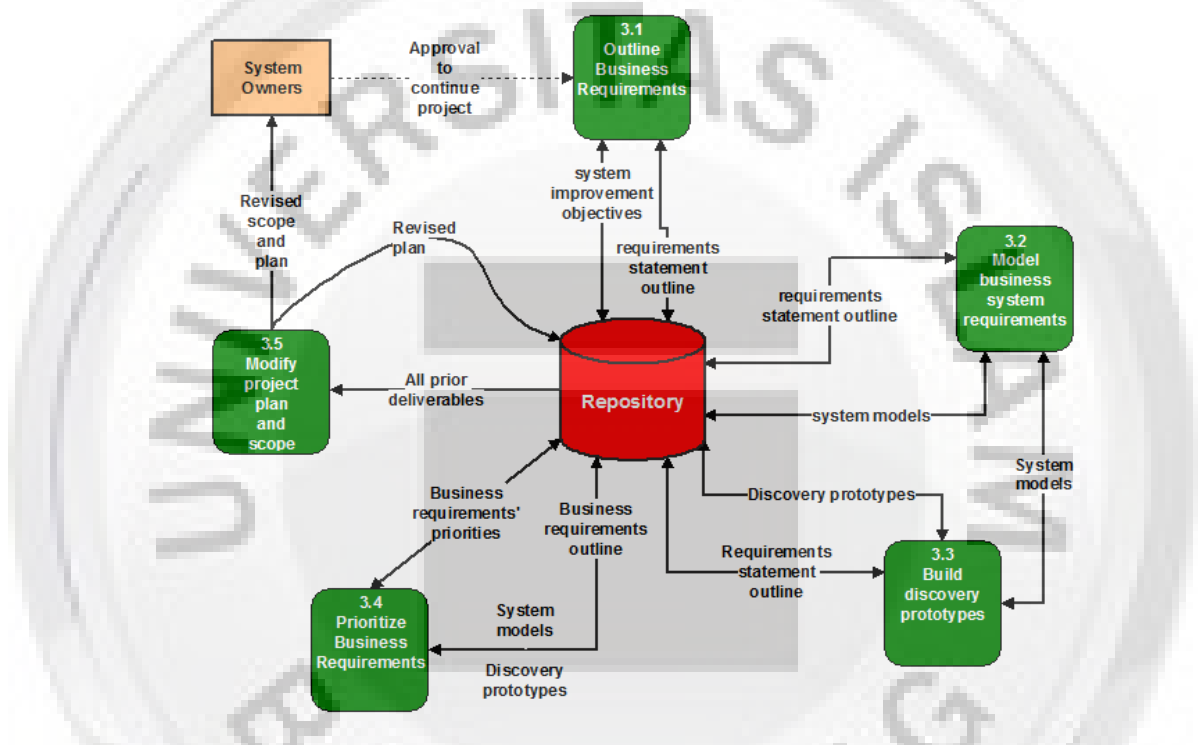 System
Owners
Approval
to
continue
project
3.1
Outline
Business
Requirements
system
improvement
objectives
requirements
statement
outline
Revised
scope
and
plan
Revised
plan
3.2
Model
business
system
requirements
requirements
statement outline
3.5
Modify
project
plan
and
scope
All prior
deliverables
Repository
system models
System
models
Business
requirements'
priorities
Business
requirements
outline
Discovery prototypes
Requirements
statement
outline
3.3
Build
discovery
prototypes
3.4
Prioritize
Business
Requirements
System
models
Discovery
prototypes
UNIVERSITAS ISLAM